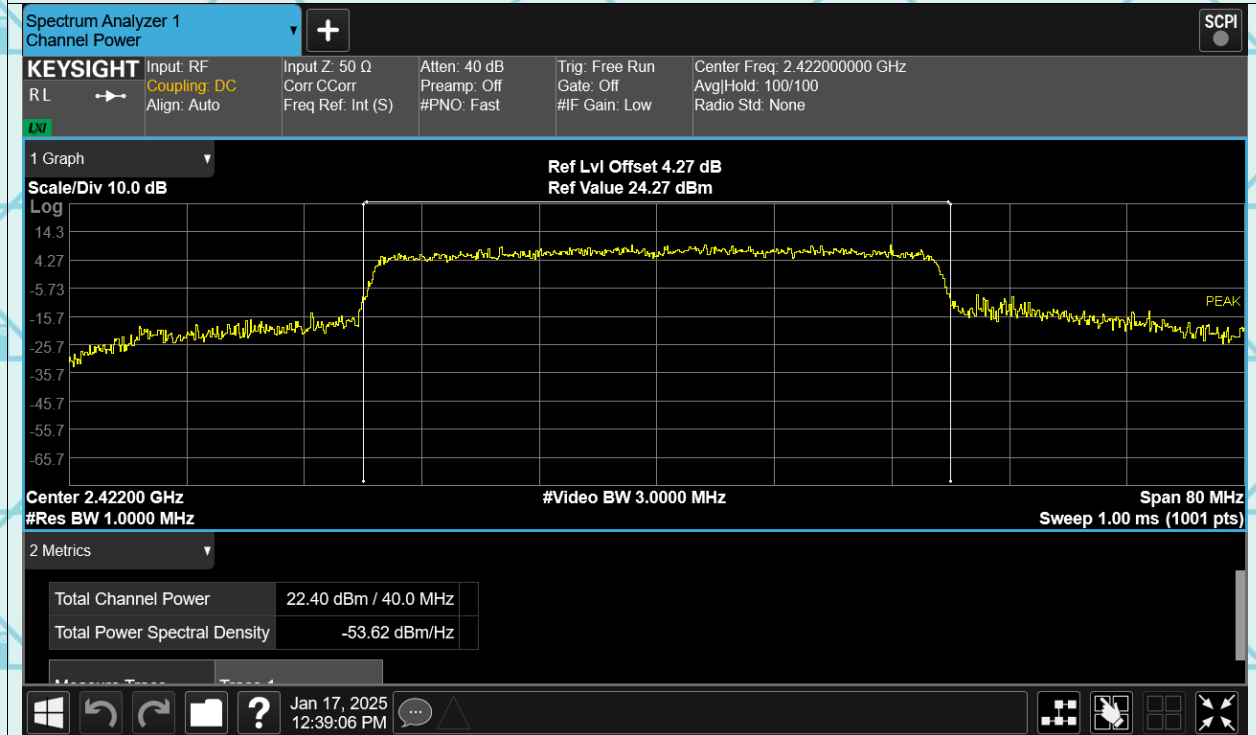 Spectrum Analyzer 1
Channel Power
+
SCPI
KEYSIGHT
R L
LXI
Input: RF
Coupling: DC
Align: Auto
Input Z: 50 Ω
Corr CCorr
Freq Ref: Int (S)
Atten: 40 dB
Preamp: Off
#PNO: Fast
Trig: Free Run
Gate: Off
#IF Gain: Low
Center Freq: 2.422000000 GHz
Avg|Hold: 100/100
Radio Std: None
1 Graph
Scale/Div 10.0 dB
Ref Lvl Offset 4.27 dB
Ref Value 24.27 dBm
Log
14.3
4.27
-5.73
-15.7
-25.7
-35.7
-45.7
-55.7
-65.7
PEAK
Center 2.42200 GHz
#Res BW 1.0000 MHz
#Video BW 3.0000 MHz
Span 80 MHz
Sweep 1.00 ms (1001 pts)
2 Metrics
Total Channel Power 22.40 dBm / 40.0 MHz
Total Power Spectral Density -53.62 dBm/Hz
Measure Trace Trace 1
?
Jan 17, 2025
12:39:06 PM